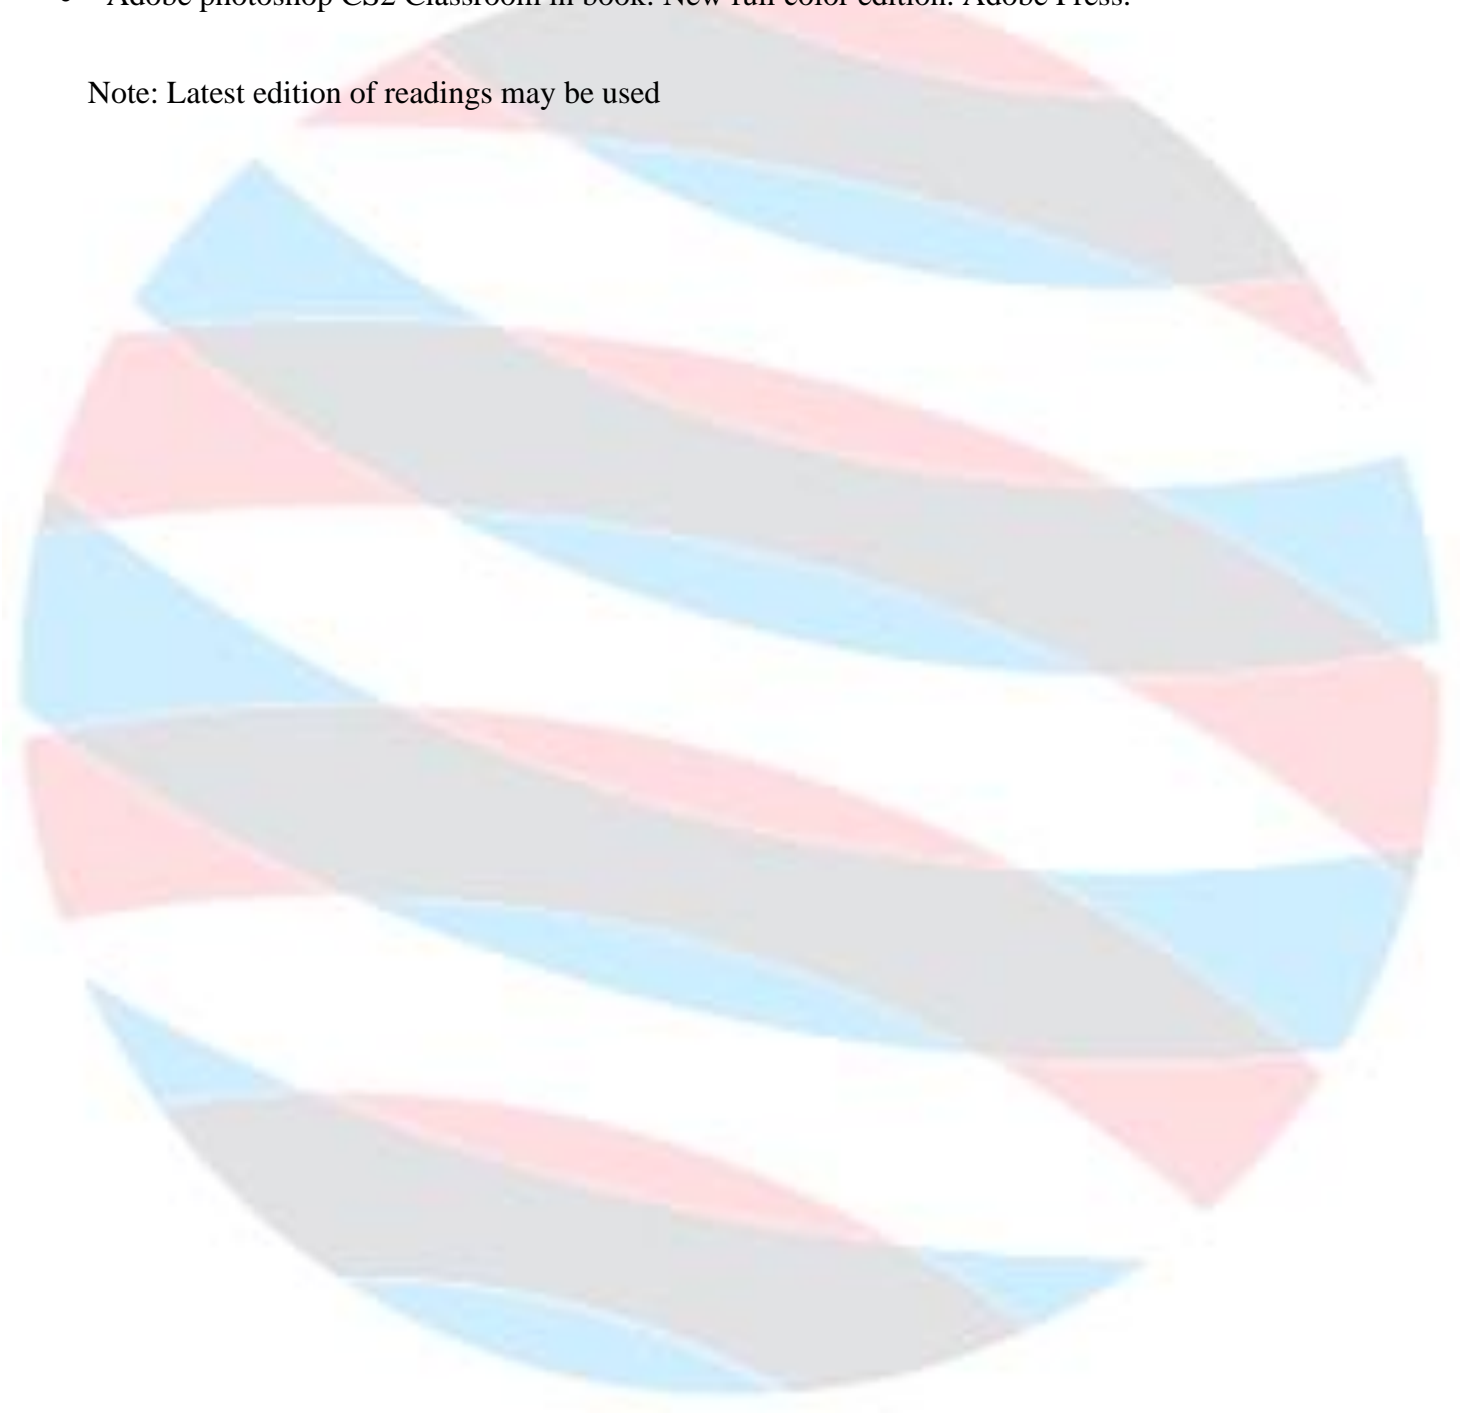 • Adobe photoshop CS2 Classroom in book. New full color edition. Adobe Press.
Note: Latest edition of readings may be used